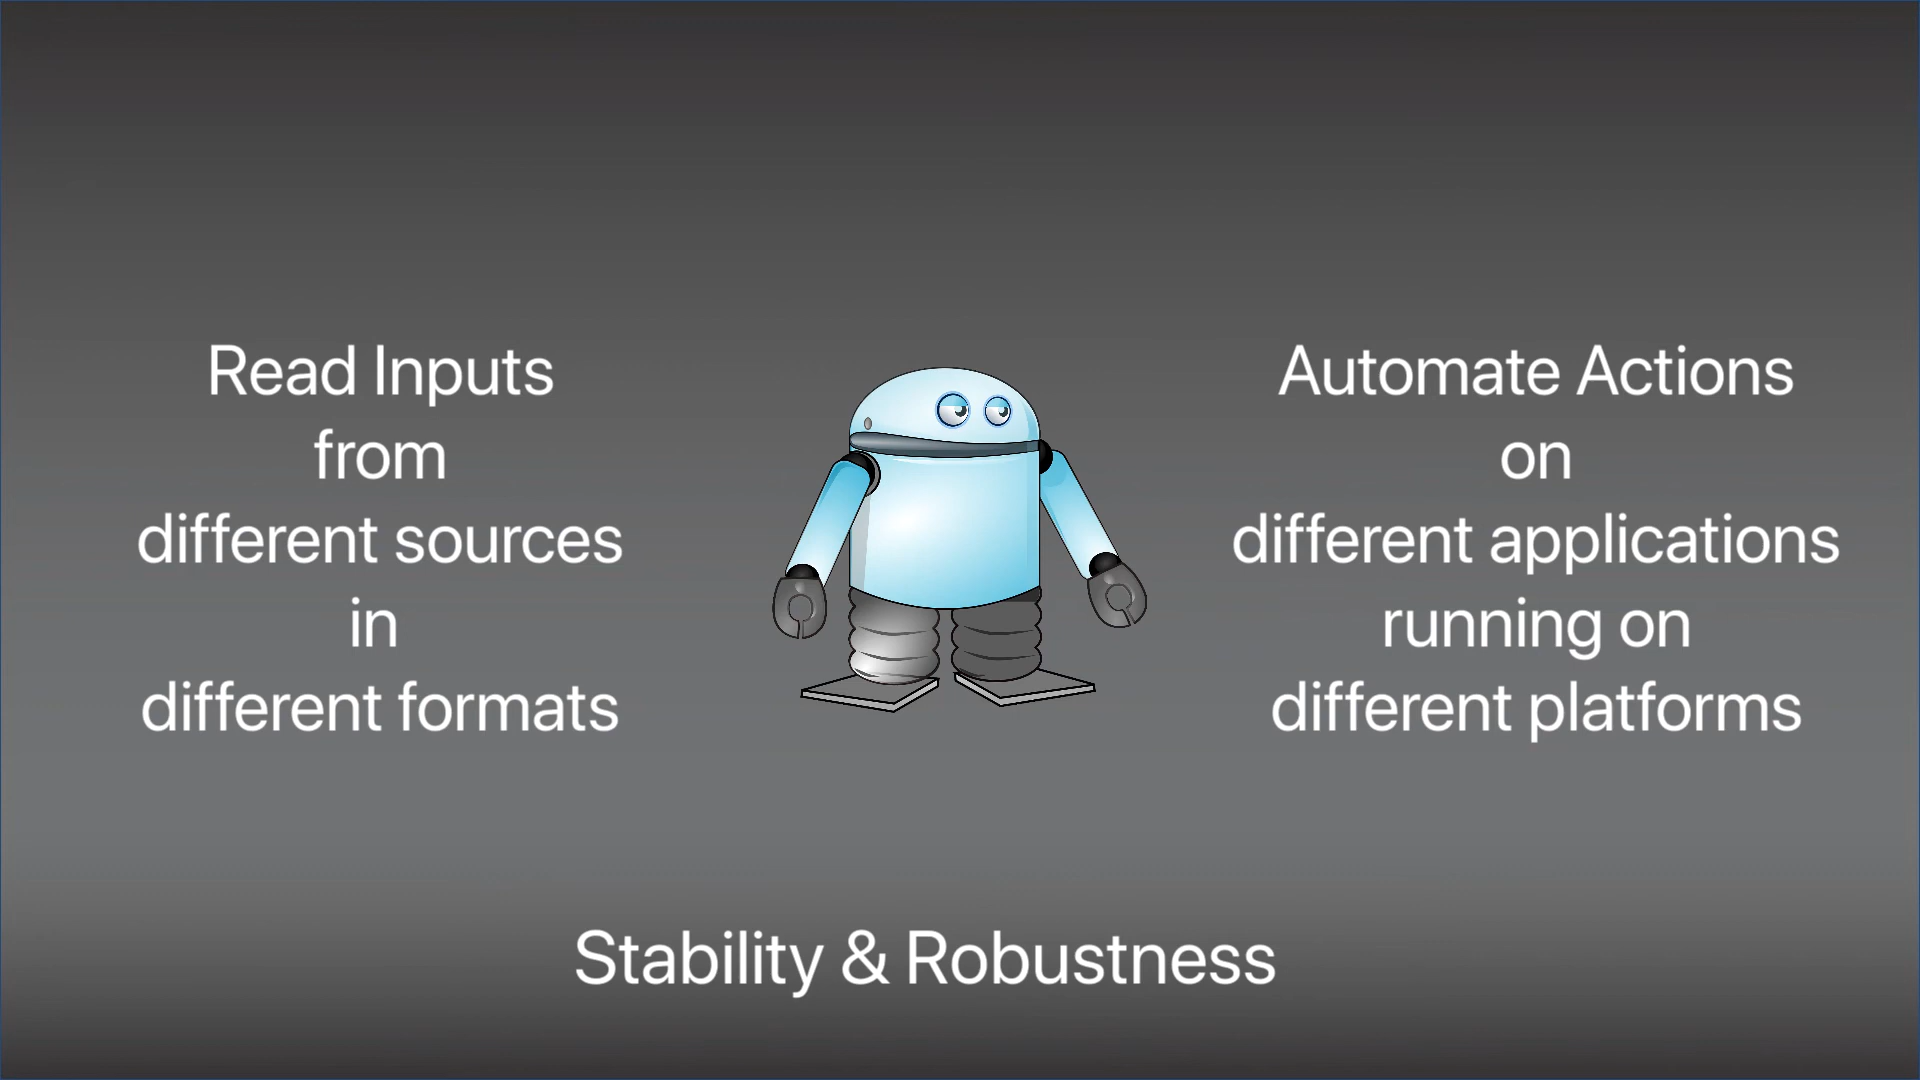 Read Inputs
from
different sources
in
different formats
Automate Actions
on
different applications
running on
different platforms
Stability & Robustness